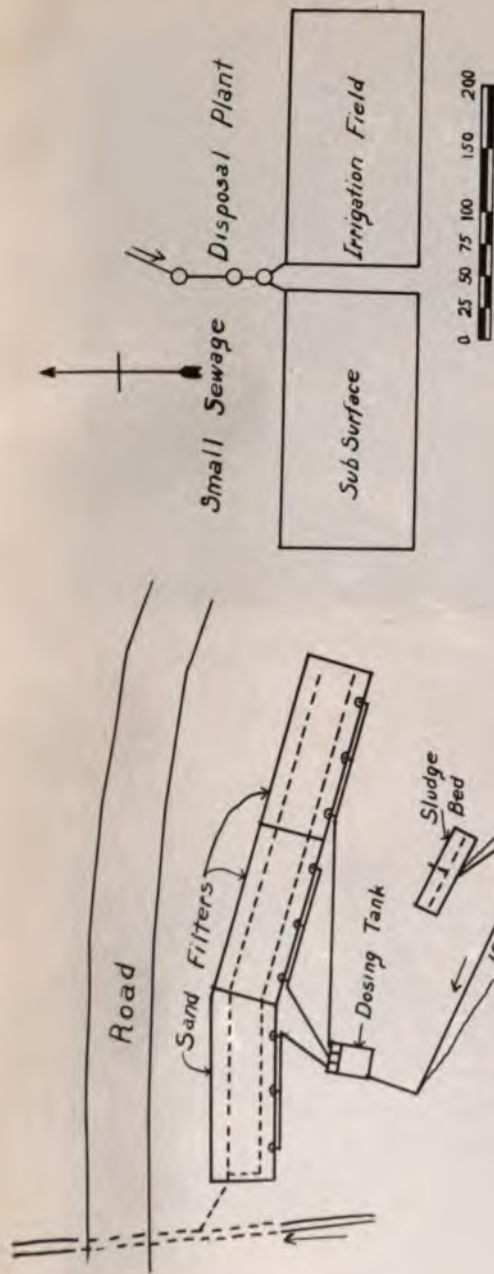 Road
Sand Filters
Dosing Tank
Sludge
Bed
Small Sewage Disposal Plant
Sub Surface Irrigation Field
0 25 50 75 100 150 200